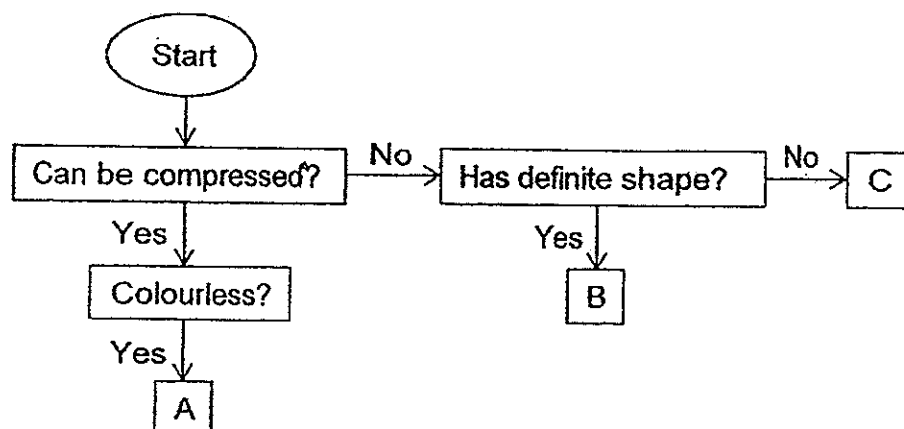 Start
Can be compressed?
No
Has definite shape?
No
C
Yes
Yes
Colourless?
B
Yes
A